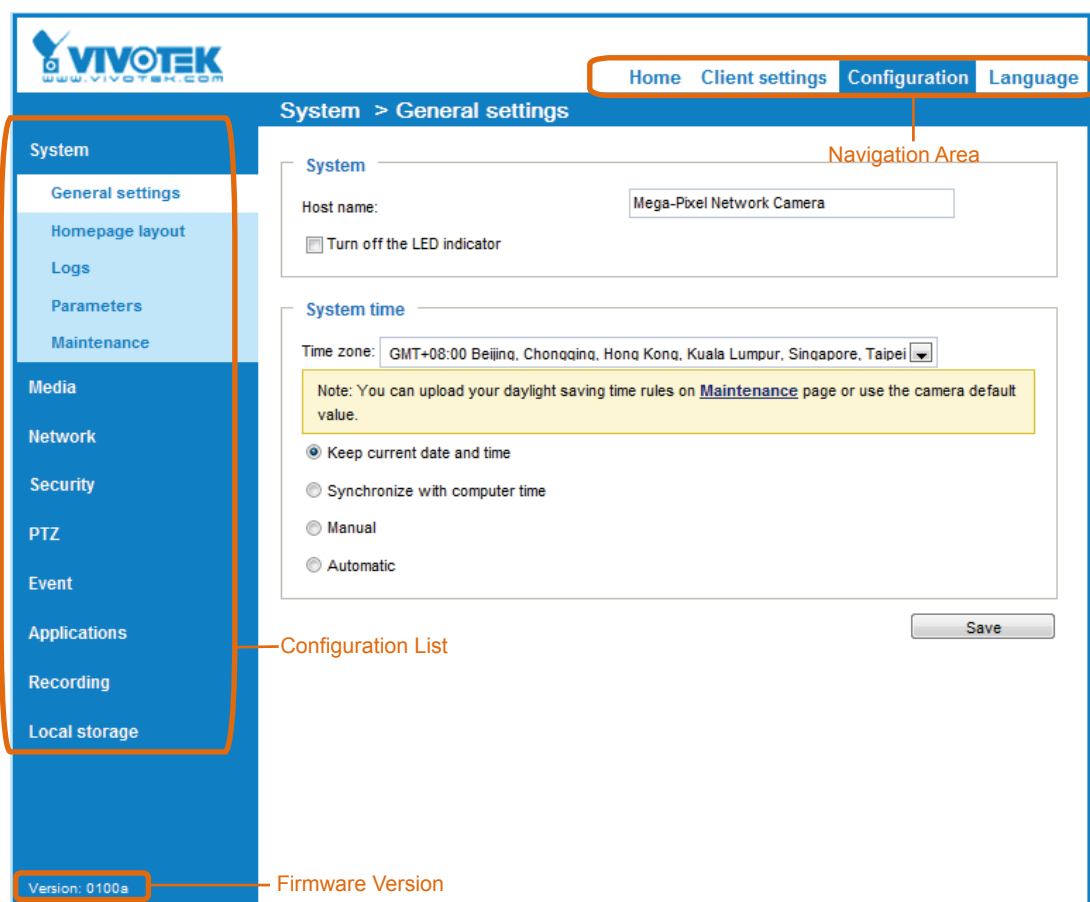 VIVOTEK
www.vivotek.com
Home Client settings Configuration Language
System > General settings
Navigation Area
System
General settings
Homepage layout
Logs
Parameters
Maintenance
Media
Network
Security
PTZ
Event
Applications
Recording
Local storage
Configuration List
Version: 0100a
Firmware Version
System
Host name: Mega-Pixel Network Camera
Turn off the LED indicator
System time
Time zone: GMT+08:00 Beijing, Chongqing, Hong Kong, Kuala Lumpur, Singapore, Taipei
Note: You can upload your daylight saving time rules on Maintenance page or use the camera default
value.
Keep current date and time
Synchronize with computer time
Manual
Automatic
Save